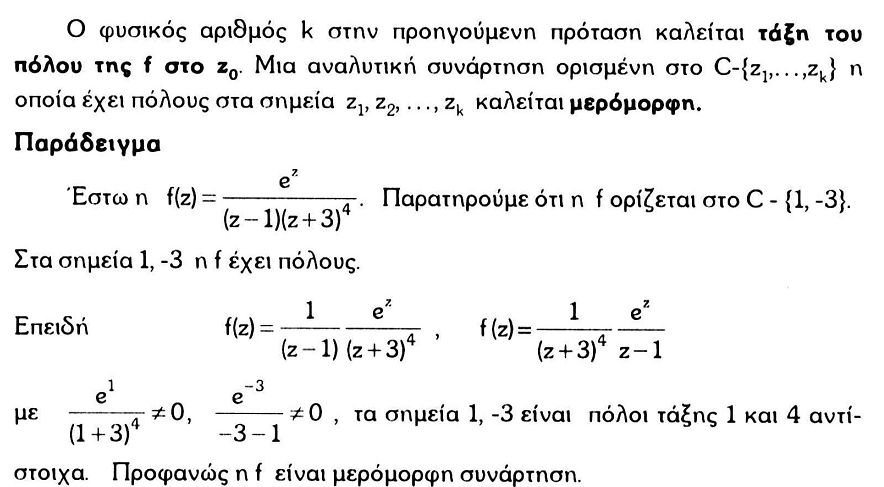 Ο φυσικός αριθμός k στην προηγούμενη πρόταση καλείται τάξη του
πόλου της f στο z₀. Μια αναλυτική συνάρτηση ορισμένη στο C-{z₁,...,zₖ} η
οποία έχει πόλους στα σημεία z₁, z₂, ..., zₖ καλείται μερόμορφη.
Παράδειγμα
Έστω η f(z) = e^z / ((z-1)(z+3)^4). Παρατηρούμε ότι η f ορίζεται στο C - {1, -3}.
Στα σημεία 1, -3 η f έχει πόλους.
Επειδή f(z) = 1/(z-1) e^z/(z+3)^4 , f(z) = 1/(z+3)^4 e^z/(z-1)
με e^1/(1+3)^4 ≠ 0, e^-3/(-3-1) ≠ 0 , τα σημεία 1, -3 είναι πόλοι τάξης 1 και 4 αντί-
στοιχα. Προφανώς η f είναι μερόμορφη συνάρτηση.